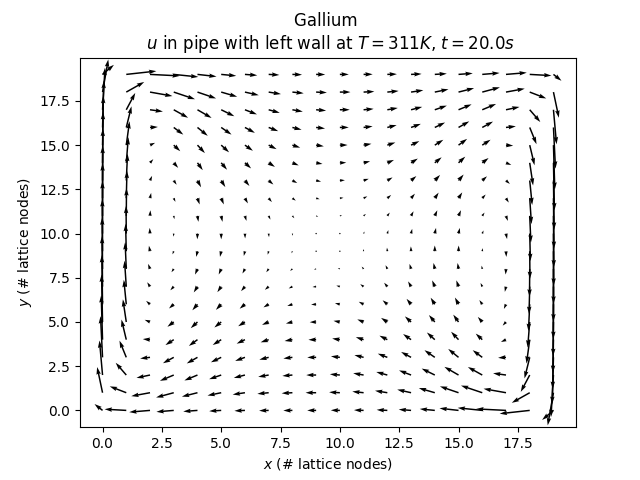 Gallium
u in pipe with left wall at T = 311K, t = 20.0s
17.5
15.0
12.5
10.0
7.5
5.0
2.5
0.0
y (# lattice nodes)
0.0 2.5 5.0 7.5 10.0 12.5 15.0 17.5
x (# lattice nodes)